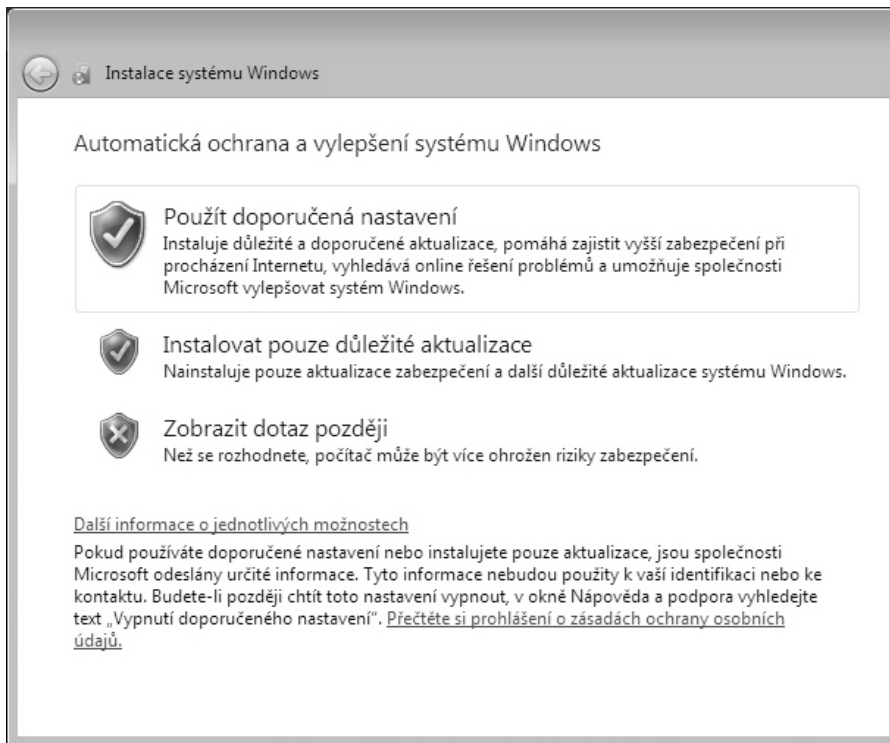 Instalace systému Windows
Automatická ochrana a vylepšení systému Windows
Použít doporučená nastavení
Instaluje důležité a doporučené aktualizace, pomáhá zajistit vyšší zabezpečení při
procházení Internetu, vyhledává online řešení problémů a umožňuje společnosti
Microsoft vylepšovat systém Windows.
Instalovat pouze důležité aktualizace
Nainstaluje pouze aktualizace zabezpečení a další důležité aktualizace systému Windows.
Zobrazit dotaz později
Než se rozhodnete, počítač může být více ohrožen riziky zabezpečení.
Další informace o jednotlivých možnostech
Pokud používáte doporučené nastavení nebo instalujete pouze aktualizace, jsou společnosti
Microsoft odeslány určité informace. Tyto informace nebudou použity k vaší identifikaci nebo ke
kontaktu. Budete-li později chtít toto nastavení vypnout, v okně Nápověda a podpora vyhledejte
text „Vypnutí doporučeného nastavení“. Přečtěte si prohlášení o zásadách ochrany osobních
údajů.